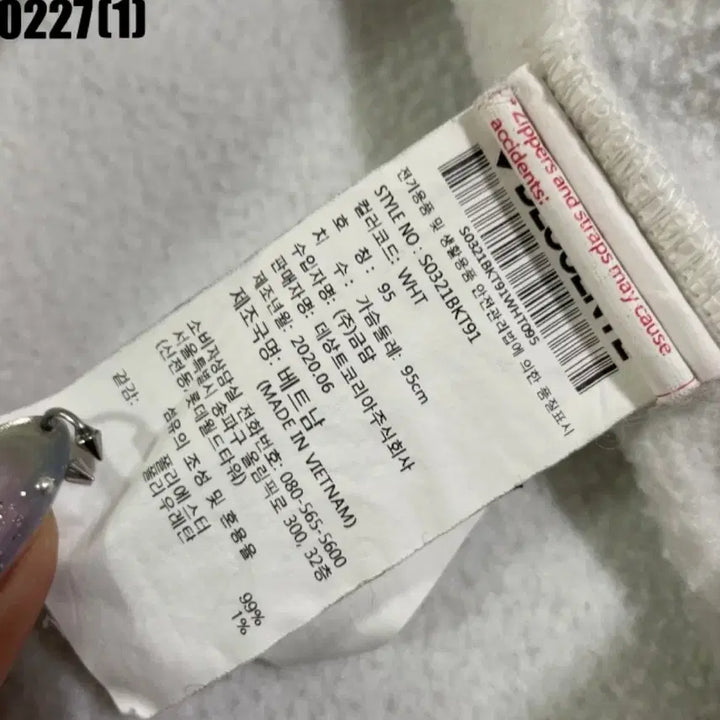 0227(1)
Zippers and straps may cause
accidents:
S0321BKT91WHT095
전기용품 및 생활용품 안전관리법에 의한 품질표시
STYLE NO : S0321BKT91
컬러코드: WHT
호 칭 : 95
치 수 : 가슴둘레: 95cm
수입자명: (주)금담
판매자명: 데상트코리아주식회사
제조년월: 2020.06
제조국명: 베트남
(MADE IN VIETNAM)
소비자상담실 전화번호: 080-565-5600
서울특별시 송파구 올림픽로 300, 32층
(신천동 롯데월드타워)
섬유의 조성 및 혼용율
겉감: 폴리에스터 99%
폴리우레탄 1%